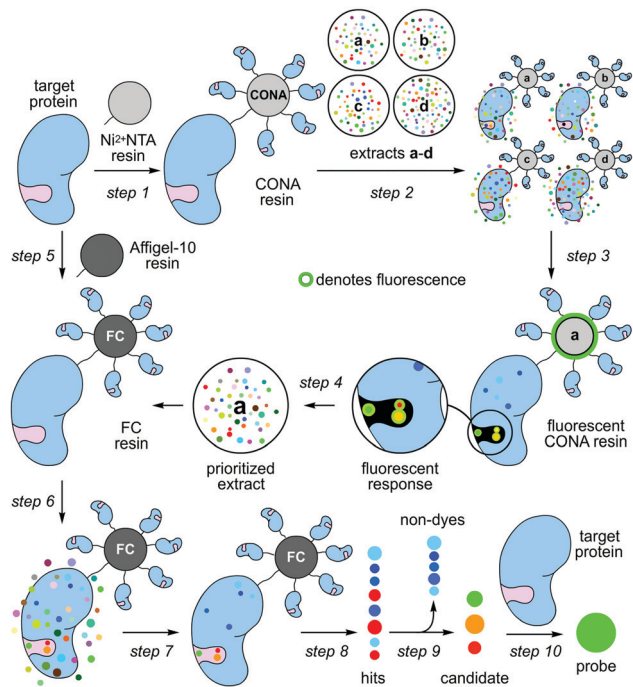 target
protein
Ni2+NTA
resin
step 1
CONA
CONA
resin
a
b
c
d
extracts a-d
step 2
a
b
c
d
step 3
step 5
Affigel-10
resin
denotes fluorescence
FC
FC
resin
a
prioritized
extract
step 4
fluorescent
response
a
fluorescent
CONA resin
step 6
FC
step 7
FC
step 8
hits
non-dyes
step 9
candidate
target
protein
step 10
probe